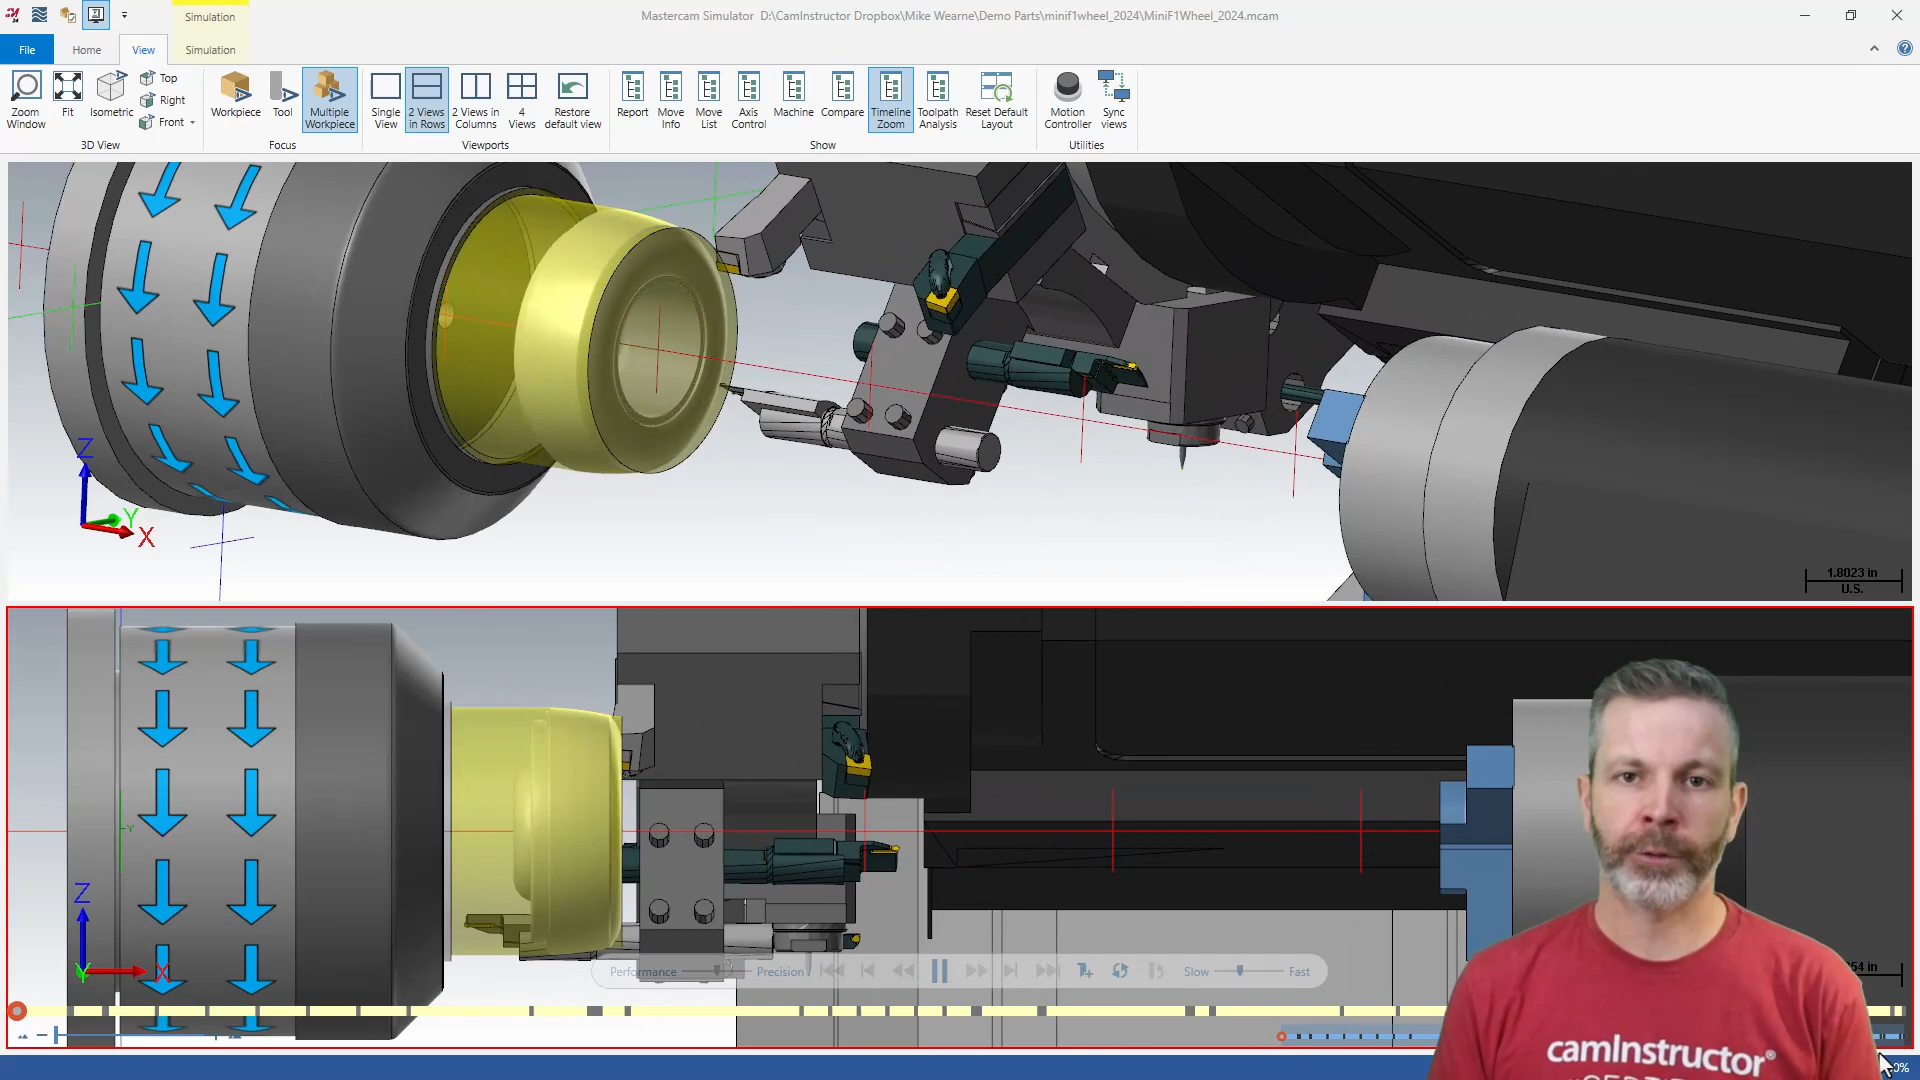 Simulation
Mastercam Simulator D:\CamInstructor Dropbox\Mike Wearne\Demo Parts\minif1wheel_2024\MiniF1Wheel_2024.mcam
File
Home
View
Simulation
Zoom Window
Fit
Isometric
Top
Right
Front
3D View
Workpiece
Tool
Multiple Workpiece
Focus
Single View
2 Views in Rows
2 Views in Columns
4 Views
Restore default view
Viewports
Report
Move Info
Move List
Axis Control
Machine
Compare
Timeline Zoom
Toolpath Analysis
Reset Default Layout
Show
Motion Controller
Sync views
Utilities
Z
Y
X
1.8023 in
U.S.
Y
Z
Y
X
Performance
Precision
Slow
Fast
camInstructor®